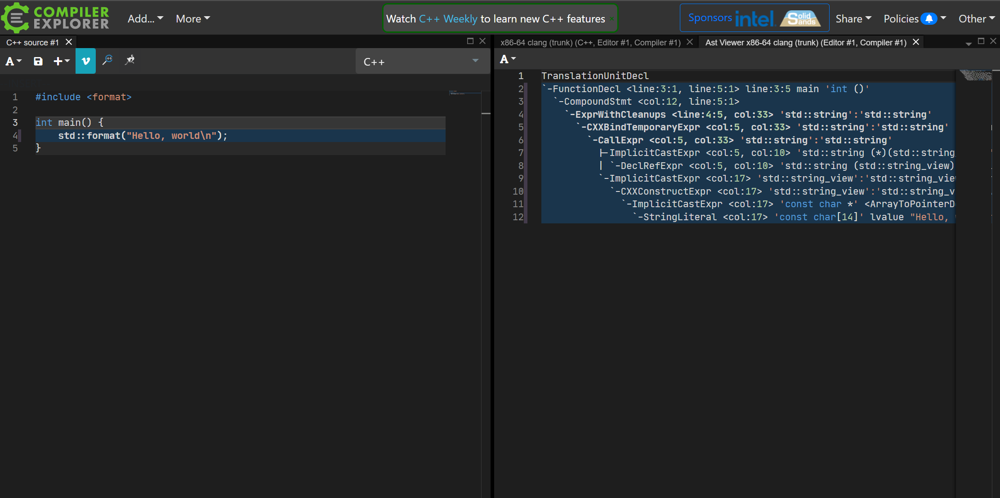 COMPILER
EXPLORER
Add...
More
Watch C++ Weekly to learn new C++ features
Sponsors intel. Solid Sands
Share
Policies
Other
C++ source #1
A
C++
1 #include <format>
2
3 int main() {
4 std::format("Hello, world\n");
5 }
x86-64 clang (trunk) (C++, Editor #1, Compiler #1)
Ast Viewer x86-64 clang (trunk) (Editor #1, Compiler #1)
A
1 TranslationUnitDecl
2 `-FunctionDecl <line:3:1, line:5:1> line:3:5 main 'int ()'
3 `-CompoundStmt <col:12, line:5:1>
4 `-ExprWithCleanups <line:4:5, col:33> 'std::string':'std::string'
5 `-CXXBindTemporaryExpr <col:5, col:33> 'std::string':'std::string'
6 `-CallExpr <col:5, col:33> 'std::string':'std::string'
7 |-ImplicitCastExpr <col:5, col:10> 'std::string (*)(std::string
8 | `-DeclRefExpr <col:5, col:10> 'std::string (std::string_view)
9 `-ImplicitCastExpr <col:17> 'std::string_view':'std::string_vie
10 `-CXXConstructExpr <col:17> 'std::string_view':'std::string_v
11 `-ImplicitCastExpr <col:17> 'const char *' <ArrayToPointerD
12 `-StringLiteral <col:17> 'const char[14]' lvalue "Hello,